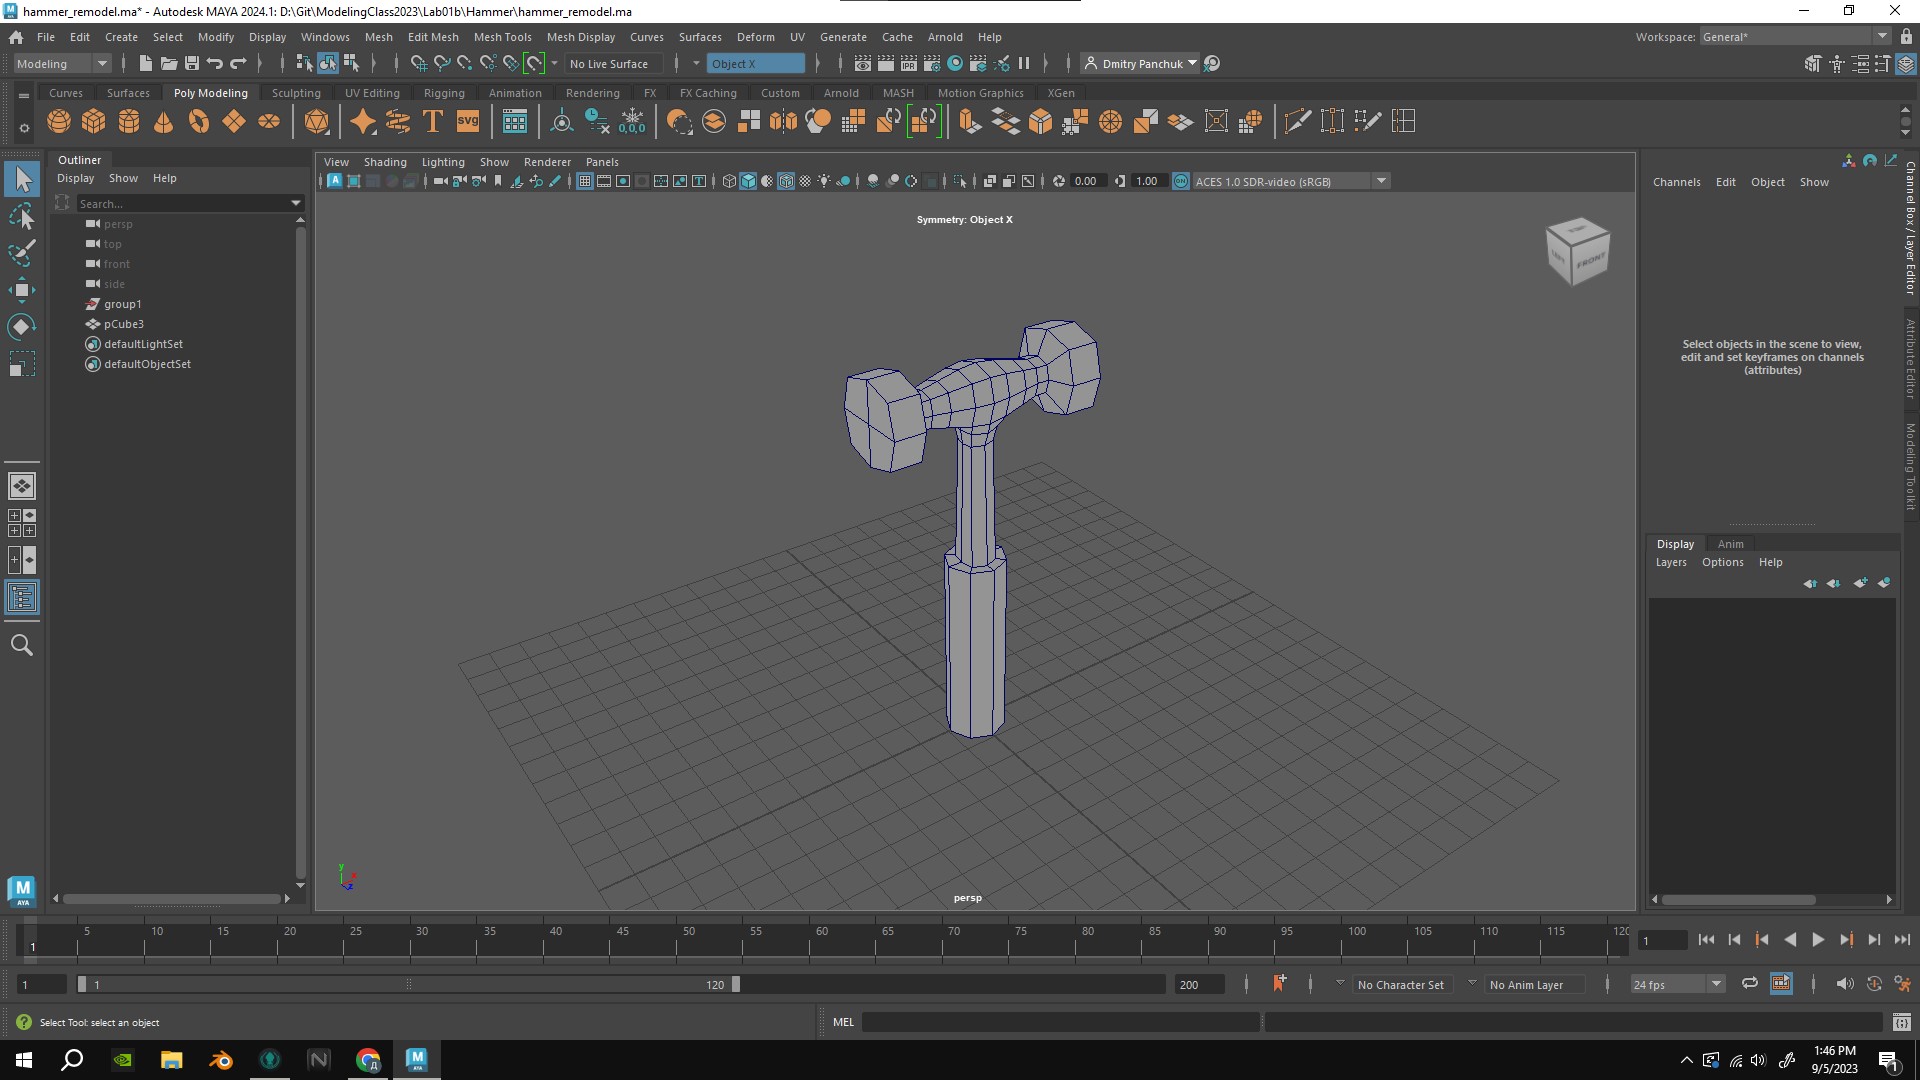 hammer_remodel.ma* - Autodesk MAYA 2024.1: D:\Git\ModelingClass2023\Lab01b\Hammer\hammer_remodel.ma
File Edit Create Select Modify Display Windows Mesh Edit Mesh Mesh Tools Mesh Display Curves Surfaces Deform UV Generate Cache Arnold Help
Workspace: General*
Modeling No Live Surface Object X IPR Dmitry Panchuk
Curves Surfaces Poly Modeling Sculpting UV Editing Rigging Animation Rendering FX FX Caching Custom Arnold MASH Motion Graphics XGen
T SVG 0,0,0
Outliner
Display Show Help
Search...
persp
top
front
side
group1
pCube3
defaultLightSet
defaultObjectSet
View Shading Lighting Show Renderer Panels
0.00 1.00 ON ACES 1.0 SDR-video (sRGB)
Symmetry: Object X
FRONT
persp
y
x
z
Channels Edit Object Show
Select objects in the scene to view,
edit and set keyframes on channels
(attributes)
Channel Box / Layer Editor
Attribute Editor
Modeling Toolkit
Display Anim
Layers Options Help
M
AYA
5 10 15 20 25 30 35 40 45 50 55 60 65 70 75 80 85 90 95 100 105 110 115 120
1
1
1 1 120 200 No Character Set No Anim Layer 24 fps
Select Tool: select an object
MEL
1:46 PM
9/5/2023
1